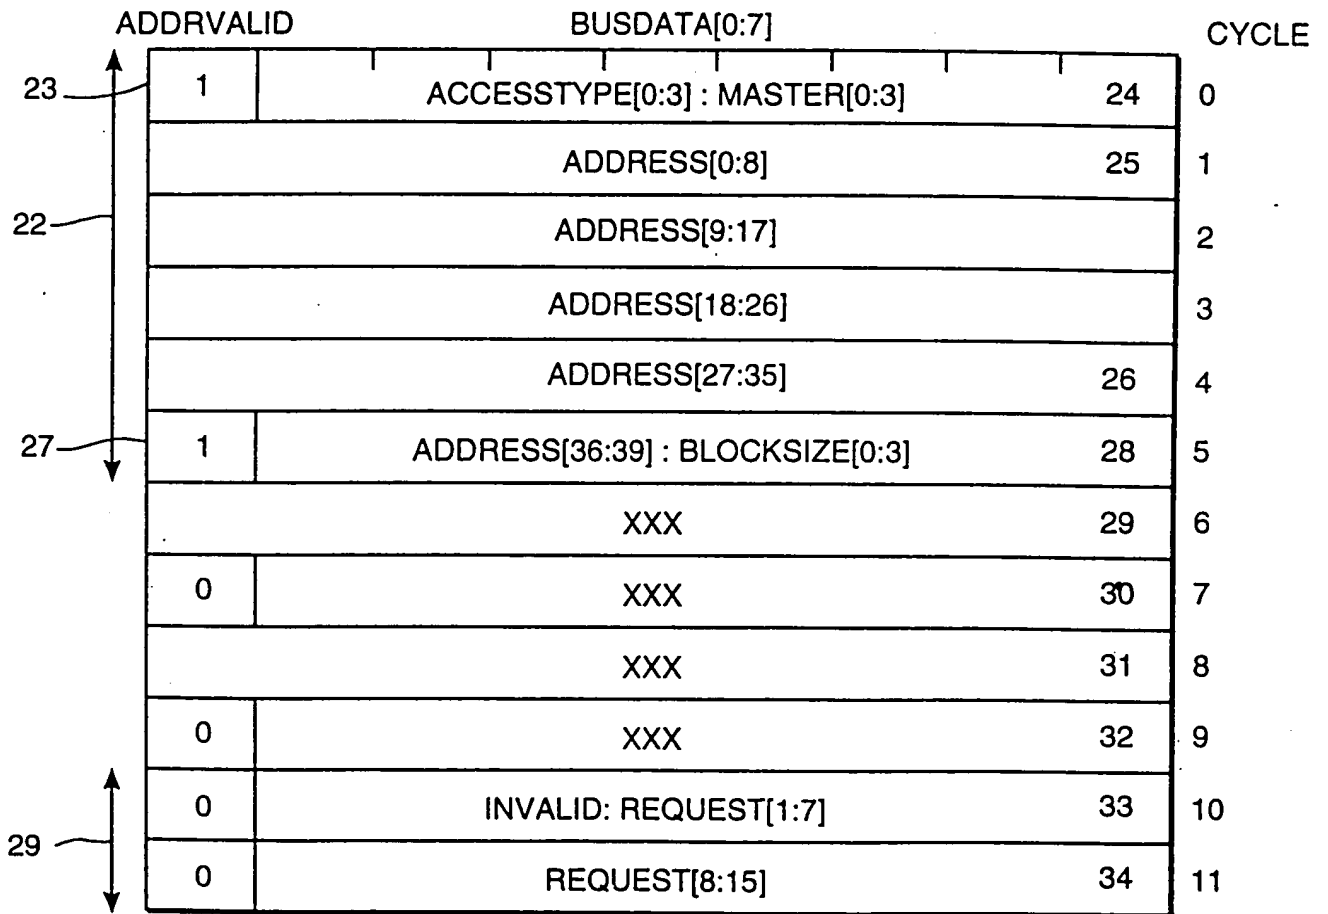 ADDRVALID BUSDATA[0:7] CYCLE
23 1 ACCESSTYPE[0:3] : MASTER[0:3] 24 0
ADDRESS[0:8] 25 1
22 ADDRESS[9:17] 2
ADDRESS[18:26] 3
ADDRESS[27:35] 26 4
27 1 ADDRESS[36:39] : BLOCKSIZE[0:3] 28 5
XXX 29 6
0 XXX 30 7
XXX 31 8
0 XXX 32 9
0 INVALID: REQUEST[1:7] 33 10
29
0 REQUEST[8:15] 34 11